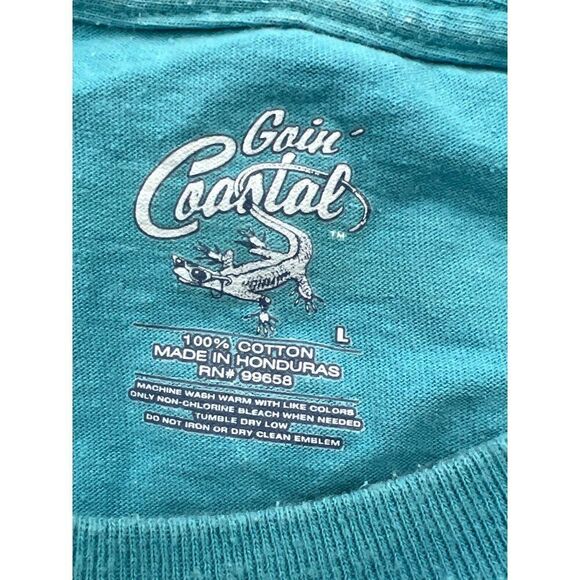 Goin'
Coastal
TM
L
100% COTTON
MADE IN HONDURAS
RN# 99658
MACHINE WASH WARM WITH LIKE COLORS
ONLY NON-CHLORINE BLEACH WHEN NEEDED
TUMBLE DRY LOW
DO NOT IRON OR DRY CLEAN EMBLEM